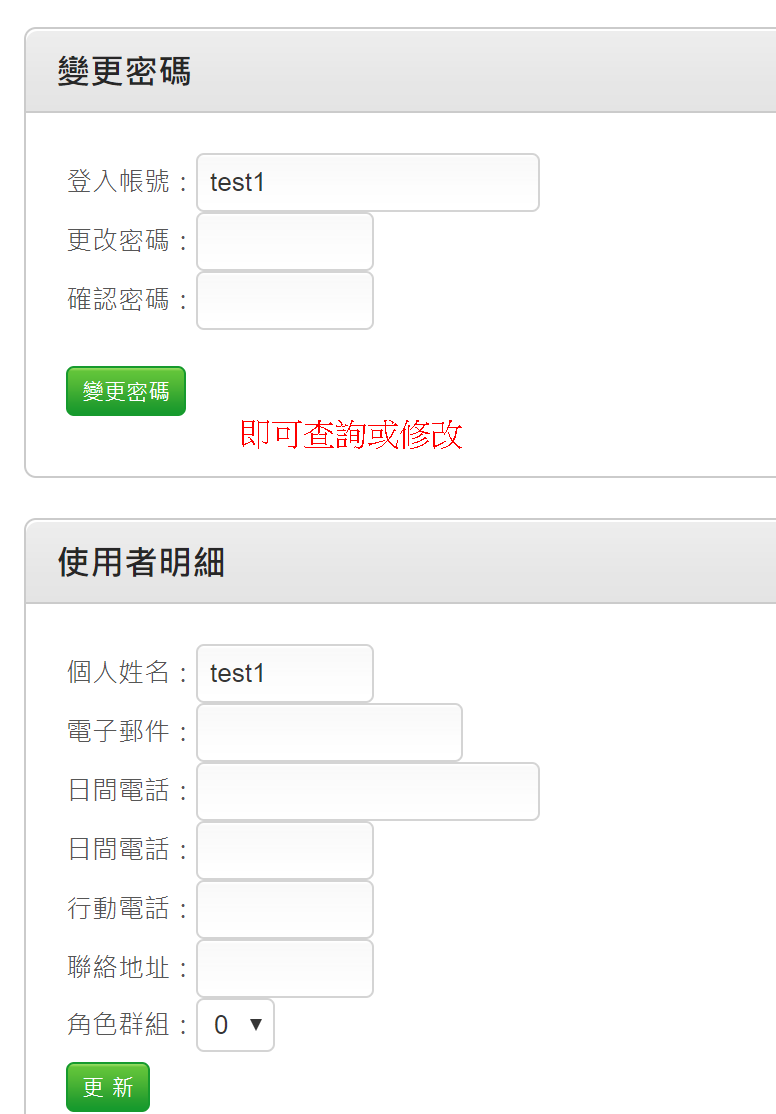 變更密碼
登入帳號：test1
更改密碼：
確認密碼：
變更密碼
即可查詢或修改
使用者明細
個人姓名：test1
電子郵件：
日間電話：
日間電話：
行動電話：
聯絡地址：
角色群組：0
更 新